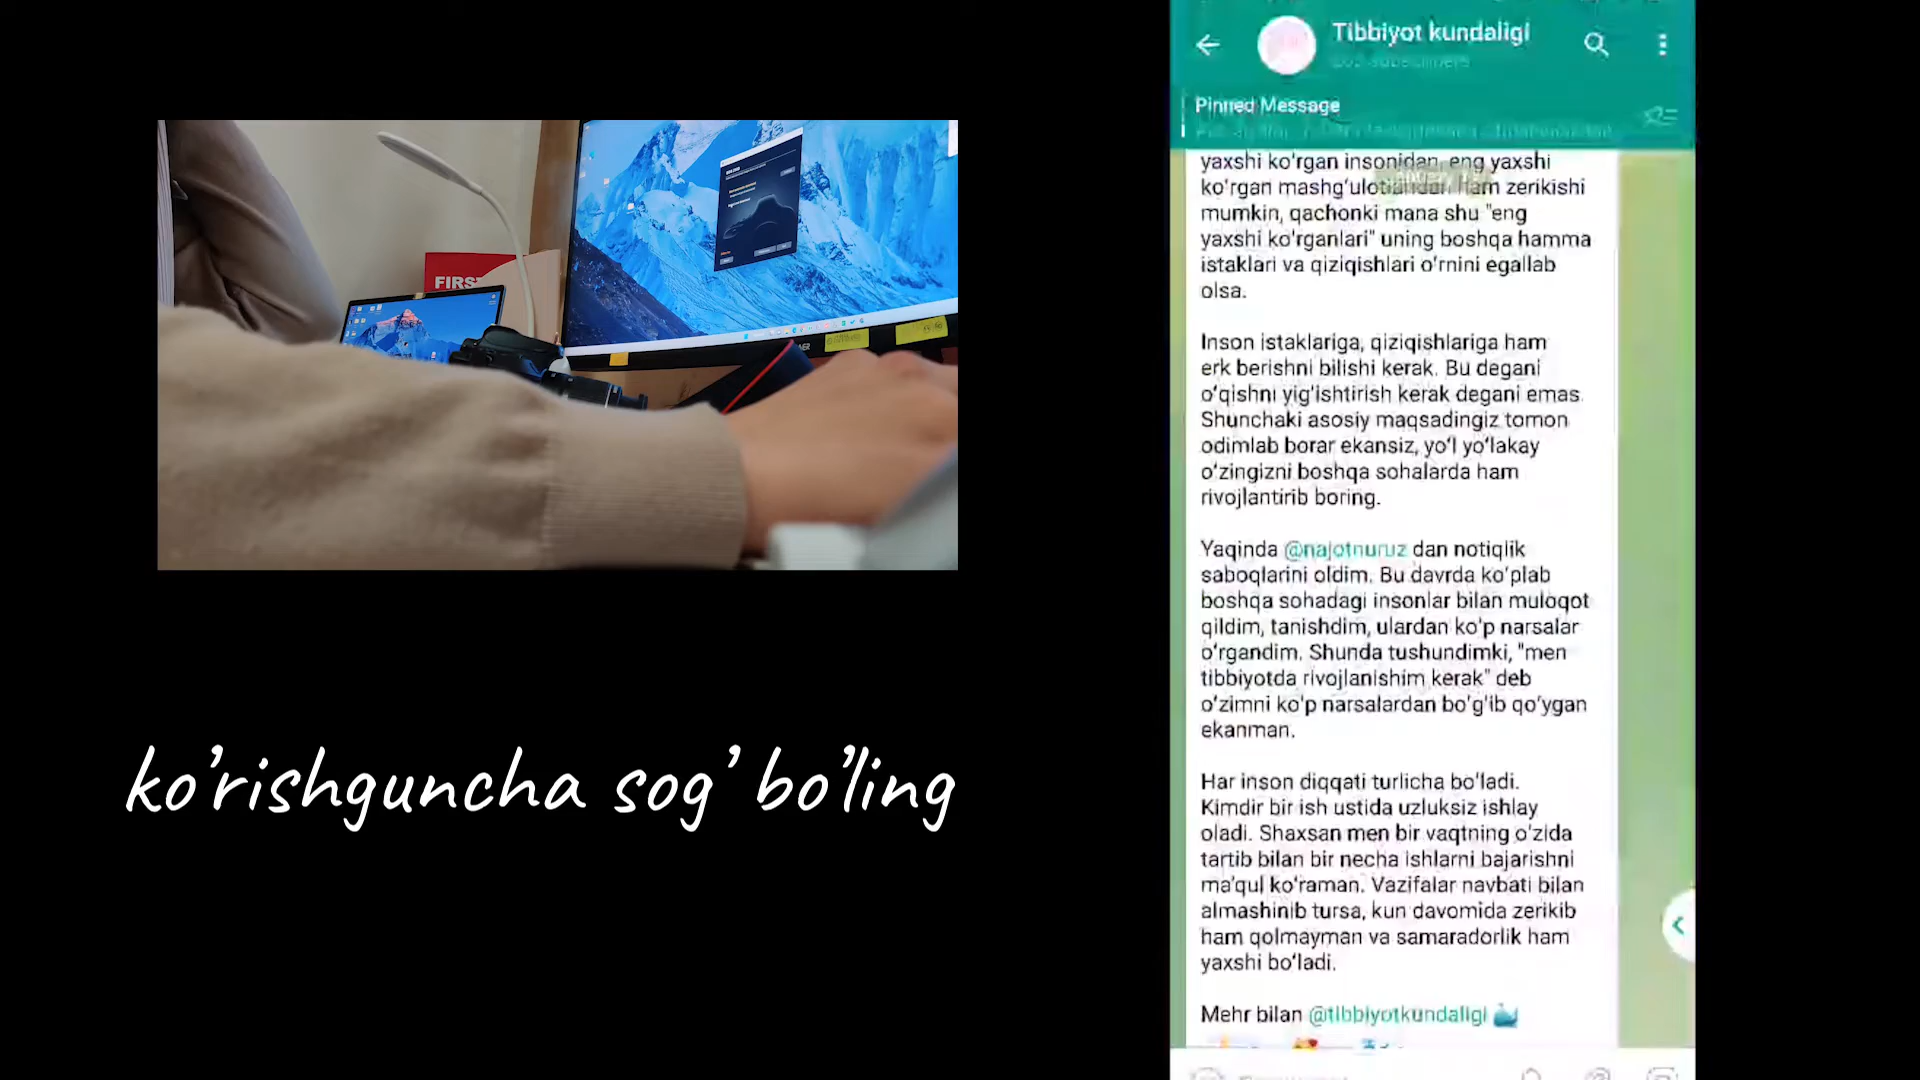 FIRS
ko’rishguncha sog’ bo’ling
Tibbiyot kundaligi
Pinned Message
yaxshi ko‘rgan insonidan, eng yaxshi
ko‘rgan mashg‘ulotlaridan ham zerikishi
mumkin, qachonki mana shu "eng
yaxshi ko‘rganlari" uning boshqa hamma
istaklari va qiziqishlari o‘rnini egallab
olsa.
Inson istaklariga, qiziqishlariga ham
erk berishni bilishi kerak. Bu degani
o‘qishni yig‘ishtirish kerak degani emas.
Shunchaki asosiy maqsadingiz tomon
odimlab borar ekansiz, yo‘l yo‘lakay
o‘zingizni boshqa sohalarda ham
rivojlantirib boring.
Yaqinda @najotnuruz dan notiqlik
saboqlarini oldim. Bu davrda ko‘plab
boshqa sohadagi insonlar bilan muloqot
qildim, tanishdim, ulardan ko‘p narsalar
o‘rgandim. Shunda tushundimki, "men
tibbiyotda rivojlanishim kerak" deb
o‘zimni ko‘p narsalardan bo‘g‘ib qo‘ygan
ekanman.
Har inson diqqati turlicha bo‘ladi.
Kimdir bir ish ustida uzluksiz ishlay
oladi. Shaxsan men bir vaqtning o‘zida
tartib bilan bir necha ishlarni bajarishni
ma’qul ko‘raman. Vazifalar navbati bilan
almashinib tursa, kun davomida zerikib
ham qolmayman va samaradorlik ham
yaxshi bo‘ladi.
Mehr bilan @tibbiyotkundaligi